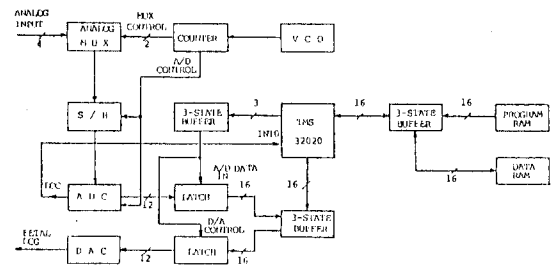 ANALOG
INPUT
4
ANALOG
MUX
MUX
CONTROL
2
COUNTER
VCO
A/D
CONTROL
S/H
3-STATE
BUFFER
3
TMS
32020
INT0
16
3-STATE
BUFFER
16
PROGRAM
RAM
16
DATA
RAM
EOC
ADC
12
A/D DATA
IN
LATCH
16
16
3-STATE
BUFFER
D/A
CONTROL
FETAL
ECG
DAC
12
LATCH
16